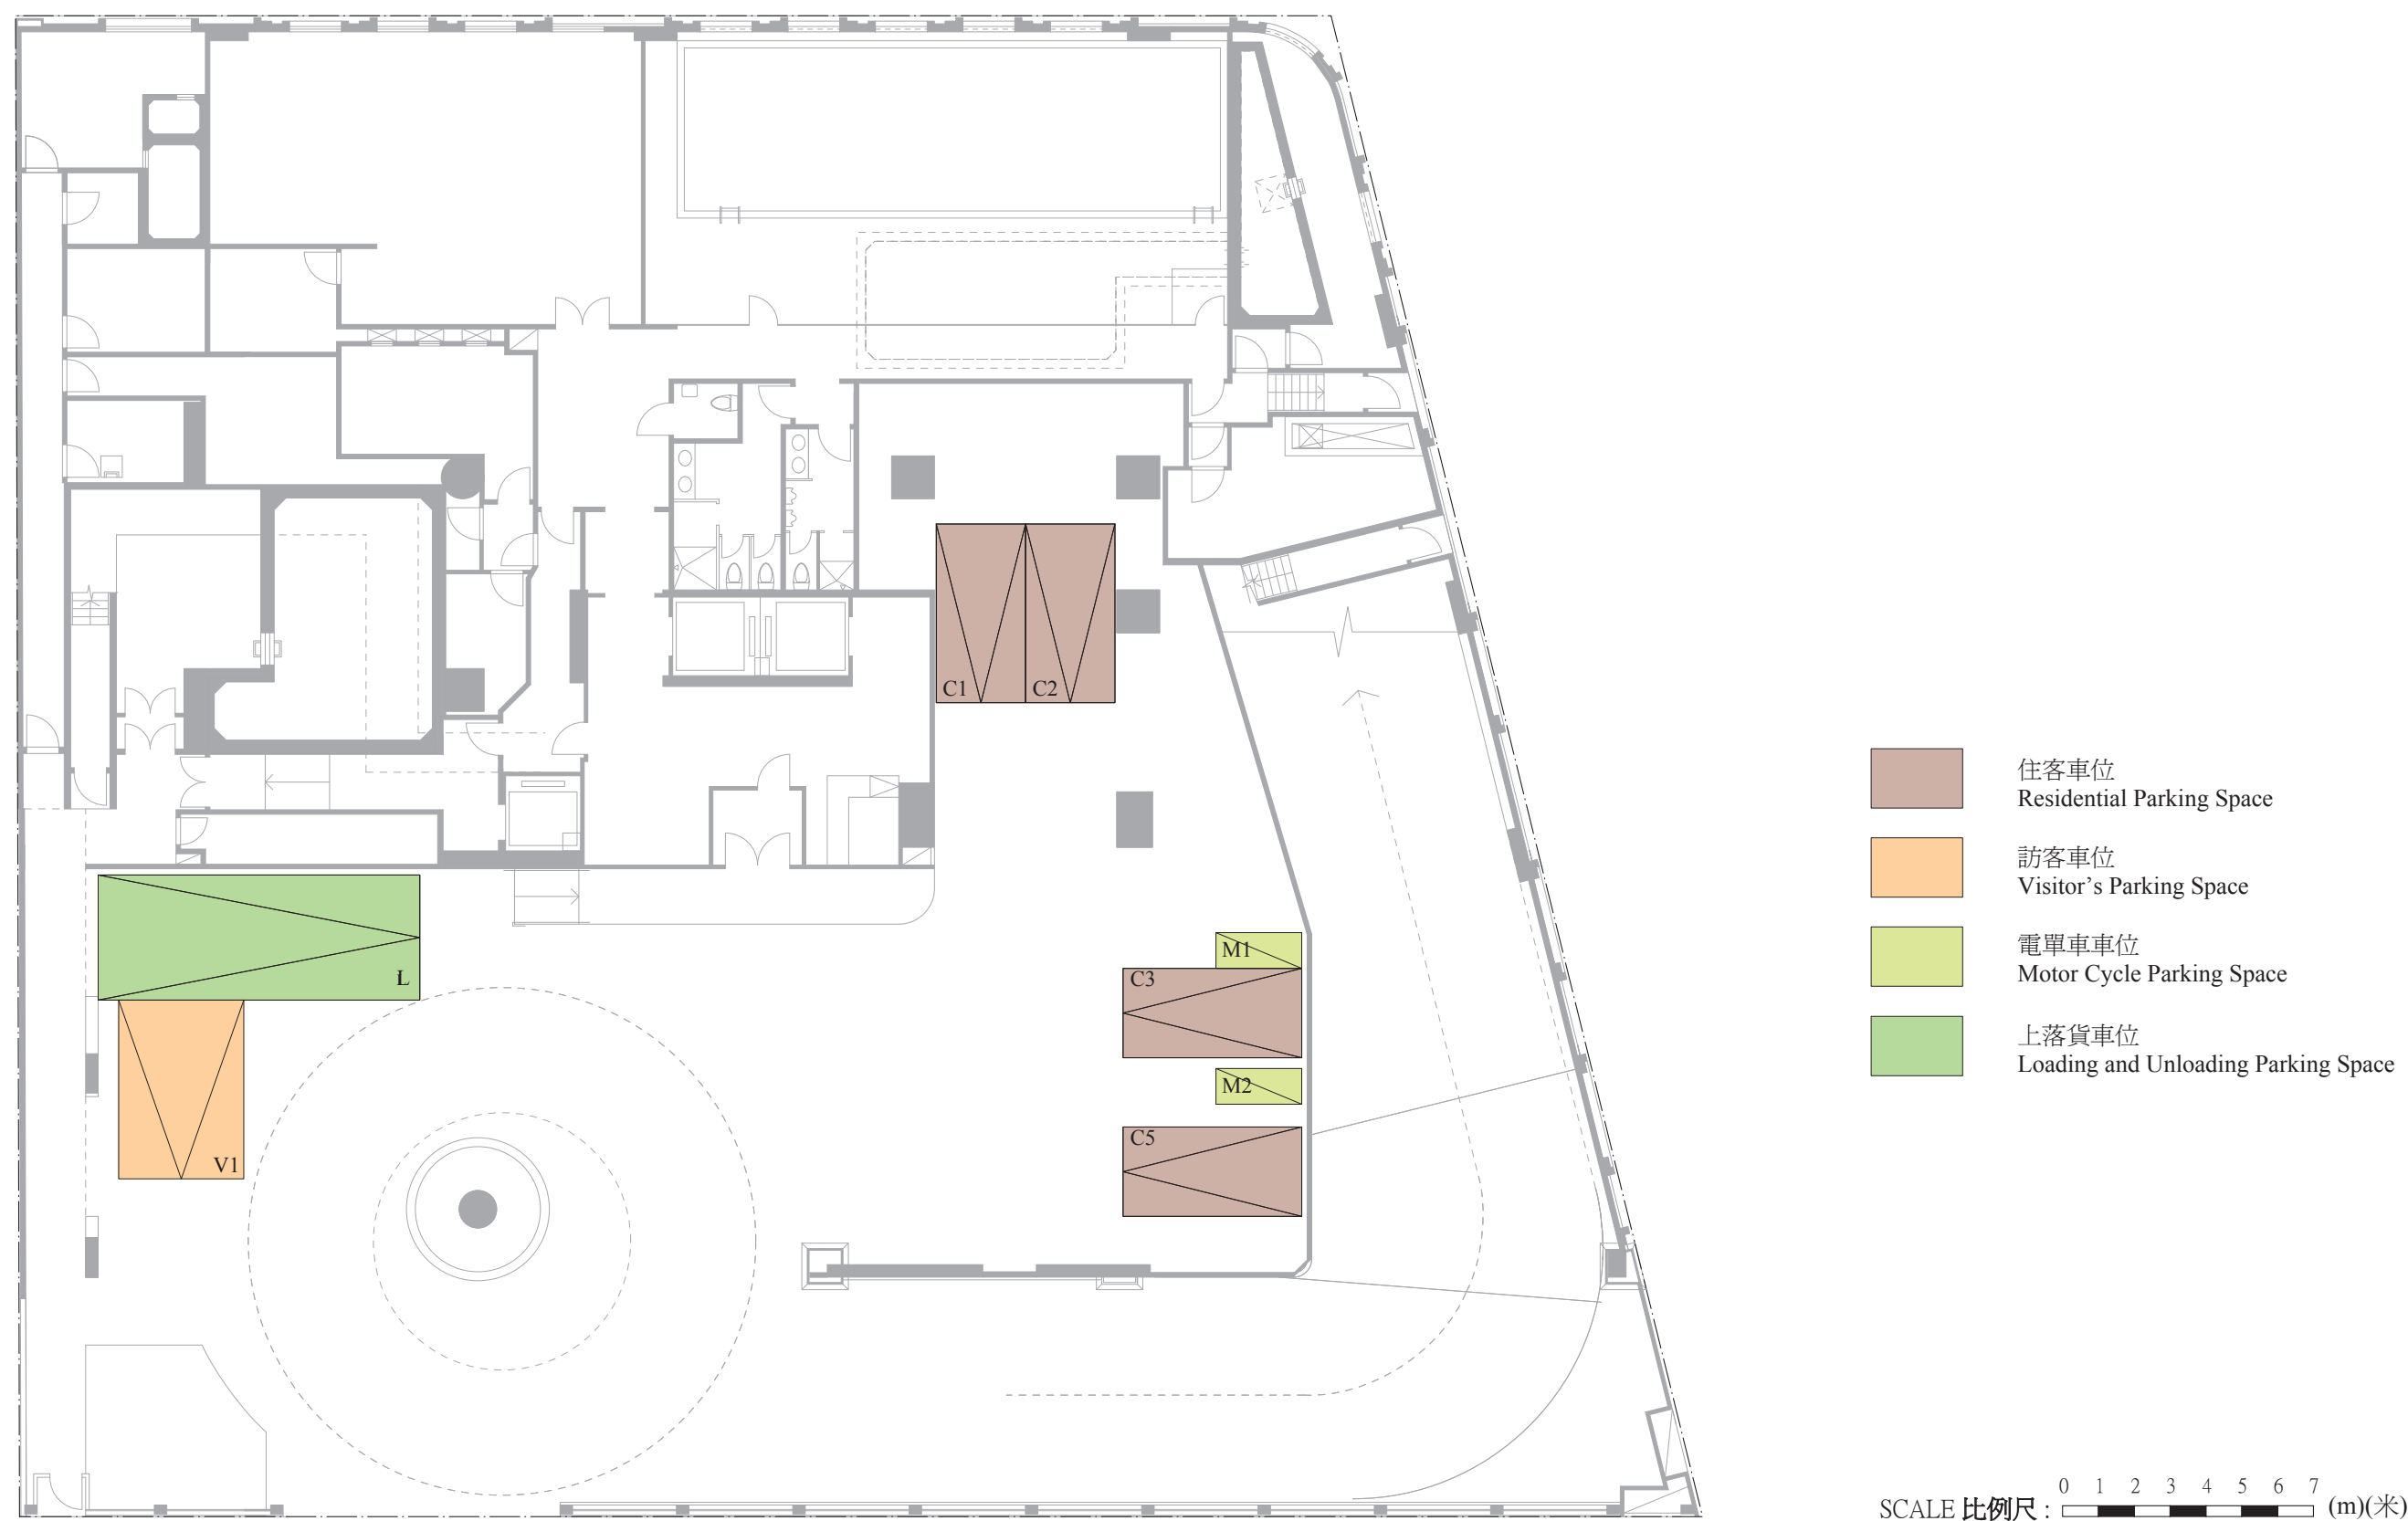 C1
C2
L
V1
M1
C3
M2
C5
住客車位
Residential Parking Space
訪客車位
Visitor's Parking Space
電單車車位
Motor Cycle Parking Space
上落貨車位
Loading and Unloading Parking Space
0 1 2 3 4 5 6 7
SCALE 比例尺 : (m)(米)